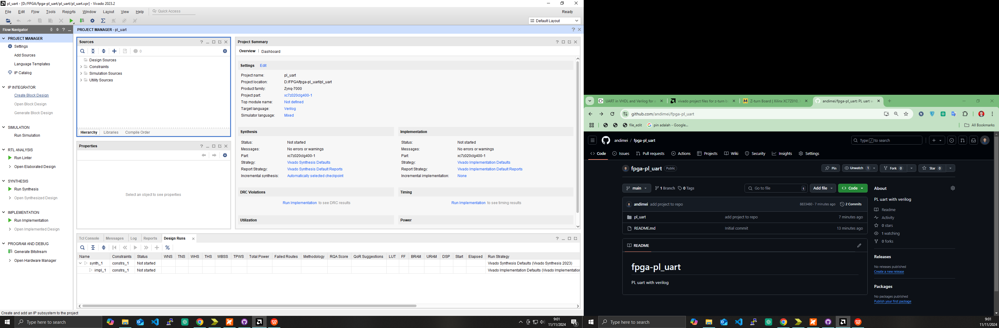 pl_uart - [D:/FPGA/fpga-pl_uart/pl_uart/pl_uart.xpr] - Vivado 2023.2
File Edit Flow Tools Reports Window Layout View Help Quick Access Ready
Default Layout
Flow Navigator
PROJECT MANAGER - pl_uart
PROJECT MANAGER
Settings
Add Sources
Language Templates
IP Catalog
IP INTEGRATOR
Create Block Design
Open Block Design
Generate Block Design
SIMULATION
Run Simulation
RTL ANALYSIS
Run Linter
Open Elaborated Design
SYNTHESIS
Run Synthesis
Open Synthesized Design
IMPLEMENTATION
Run Implementation
Open Implemented Design
PROGRAM AND DEBUG
Generate Bitstream
Open Hardware Manager
Sources
0
Design Sources
Constraints
Simulation Sources
Utility Sources
Hierarchy Libraries Compile Order
Properties
Select an object to see properties
Project Summary
Overview | Dashboard
Settings Edit
Project name: pl_uart
Project location: D:/FPGA/fpga-pl_uart/pl_uart
Product family: Zynq-7000
Project part: xc7z020clg400-1
Top module name: Not defined
Target language: Verilog
Simulator language: Mixed
Synthesis
Status: Not started
Messages: No errors or warnings
Part: xc7z020clg400-1
Strategy: Vivado Synthesis Defaults
Report Strategy: Vivado Synthesis Default Reports
Incremental synthesis: Automatically selected checkpoint
Implementation
Status: Not started
Messages: No errors or warnings
Part: xc7z020clg400-1
Strategy: Vivado Implementation Defaults
Report Strategy: Vivado Implementation Default Reports
Incremental implementation: None
DRC Violations
Run Implementation to see DRC results
Timing
Run Implementation to see timing results
Utilization
Power
Tcl Console Messages Log Reports Design Runs
Name Constraints Status WNS TNS WHS THS WBSS TPWS Total Power Failed Routes Methodology RQA Score QoR Suggestions LUT FF BRAM URAM DSP Start Elapsed Run Strategy
synth_1 constrs_1 Not started Vivado Synthesis Defaults (Vivado Synthesis 2023)
impl_1 constrs_1 Not started Vivado Implementation Defaults (Vivado Implementation
Create and add an IP subsystem to the project
Type here to search
9:01
11/11/2024
5
UART in VHDL and Verilog for
vivado project files for z-turn b
Z-turn Board | Xilinx XC7Z010,
andimei/fpga-pl_uart: PL uart w
github.com/andimei/fpga-pl_uart
file_edit pin adalah - Google... All Bookmarks
andimei / fpga-pl_uart Type / to search
Code Issues Pull requests Actions Projects Wiki Security Insights Settings
fpga-pl_uart Public Pin Unwatch 1 Fork 0 Star 0
main 1 Branch 0 Tags Go to file t Add file Code
andimei add project to repo 8833480 · 7 minutes ago 2 Commits
pl_uart add project to repo 7 minutes ago
README.md Initial commit 13 minutes ago
README
fpga-pl_uart
PL uart with verilog
About
PL uart with verilog
Readme
Activity
0 stars
1 watching
0 forks
Releases
No releases published
Create a new release
Packages
No packages published
Publish your first package
Type here to search
9:01
11/11/2024